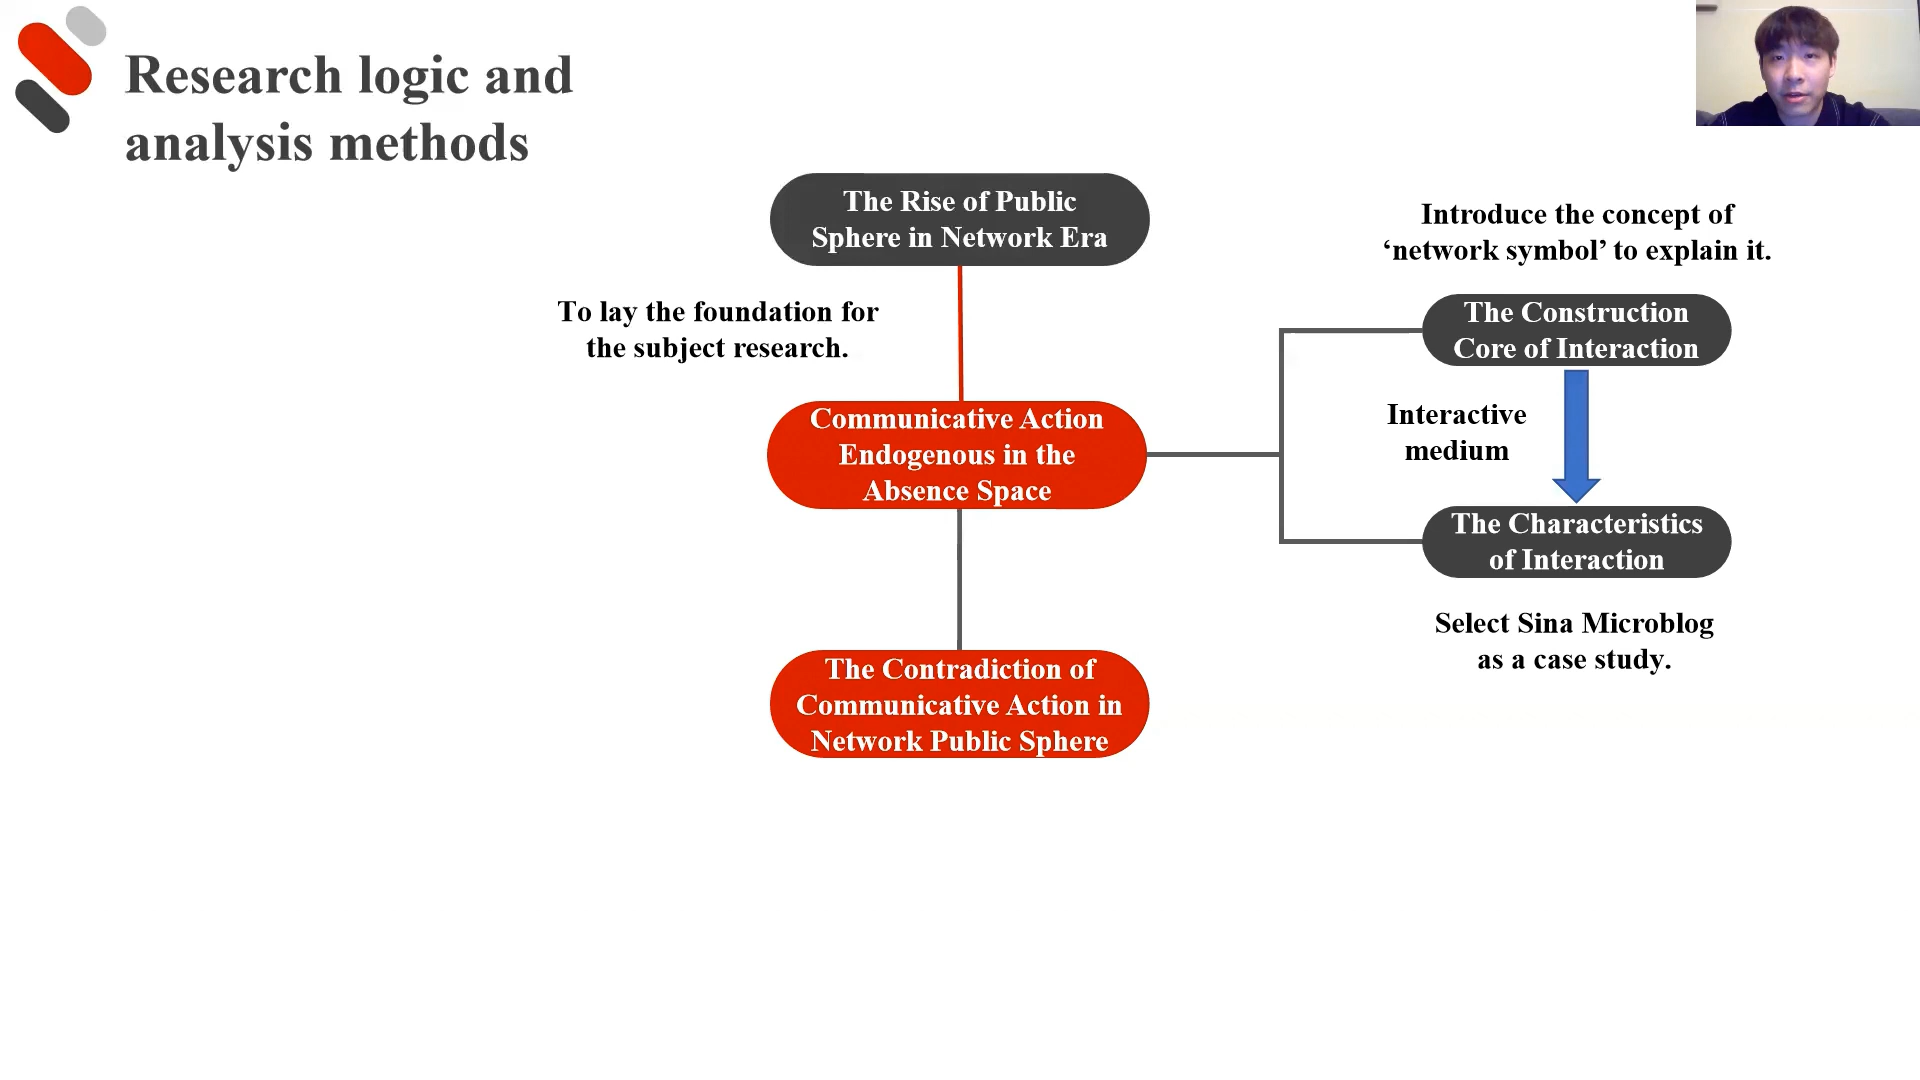 Research logic and
analysis methods
The Rise of Public
Sphere in Network Era
To lay the foundation for
the subject research.
Communicative Action
Endogenous in the
Absence Space
The Contradiction of
Communicative Action in
Network Public Sphere
Introduce the concept of
‘network symbol’ to explain it.
The Construction
Core of Interaction
Interactive
medium
The Characteristics
of Interaction
Select Sina Microblog
as a case study.